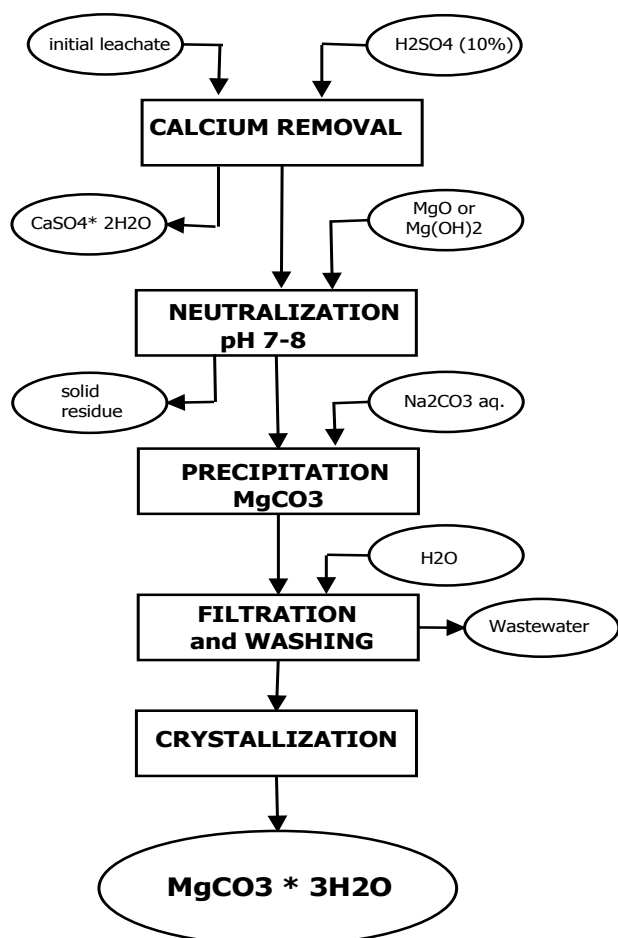 initial leachate
H2SO4 (10%)
CALCIUM REMOVAL
CaSO4* 2H2O
MgO or
Mg(OH)2
NEUTRALIZATION
pH 7-8
solid
residue
Na2CO3 aq.
PRECIPITATION
MgCO3
H2O
FILTRATION
and WASHING
Wastewater
CRYSTALLIZATION
MgCO3 * 3H2O